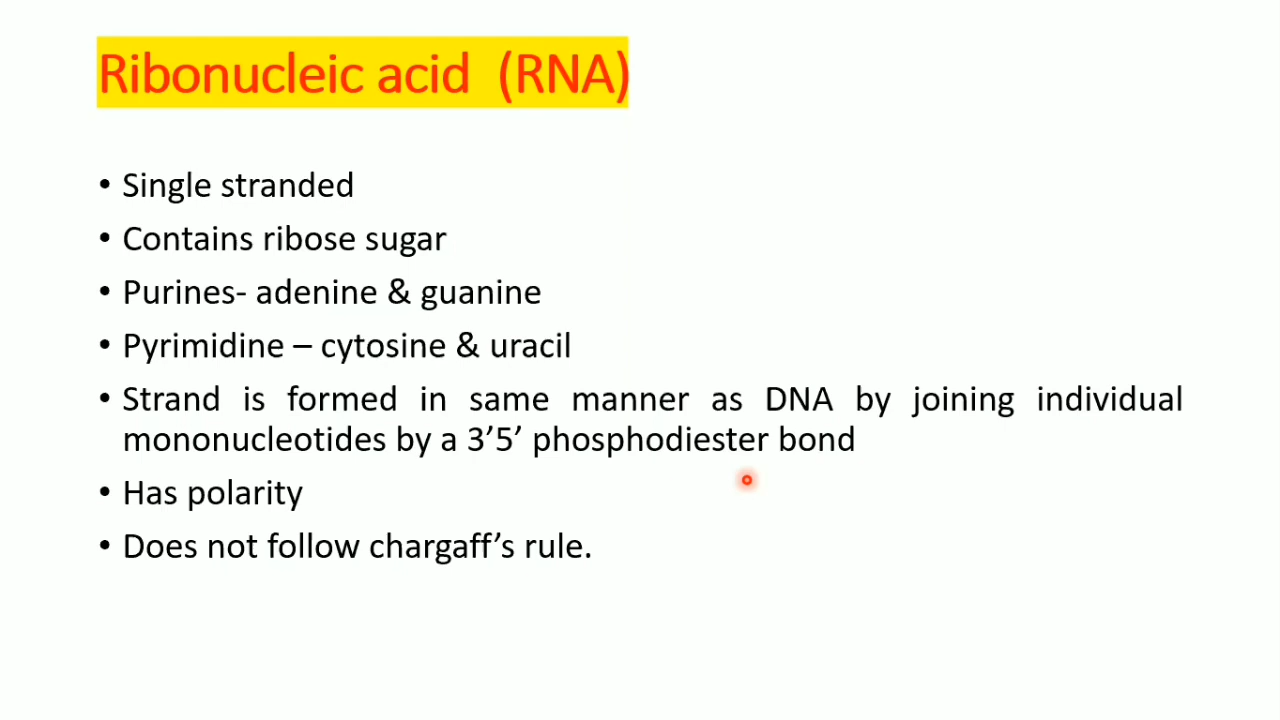 Ribonucleic acid (RNA)
• Single stranded
• Contains ribose sugar
• Purines- adenine & guanine
• Pyrimidine – cytosine & uracil
• Strand is formed in same manner as DNA by joining individual
mononucleotides by a 3’5’ phosphodiester bond
• Has polarity
• Does not follow chargaff’s rule.